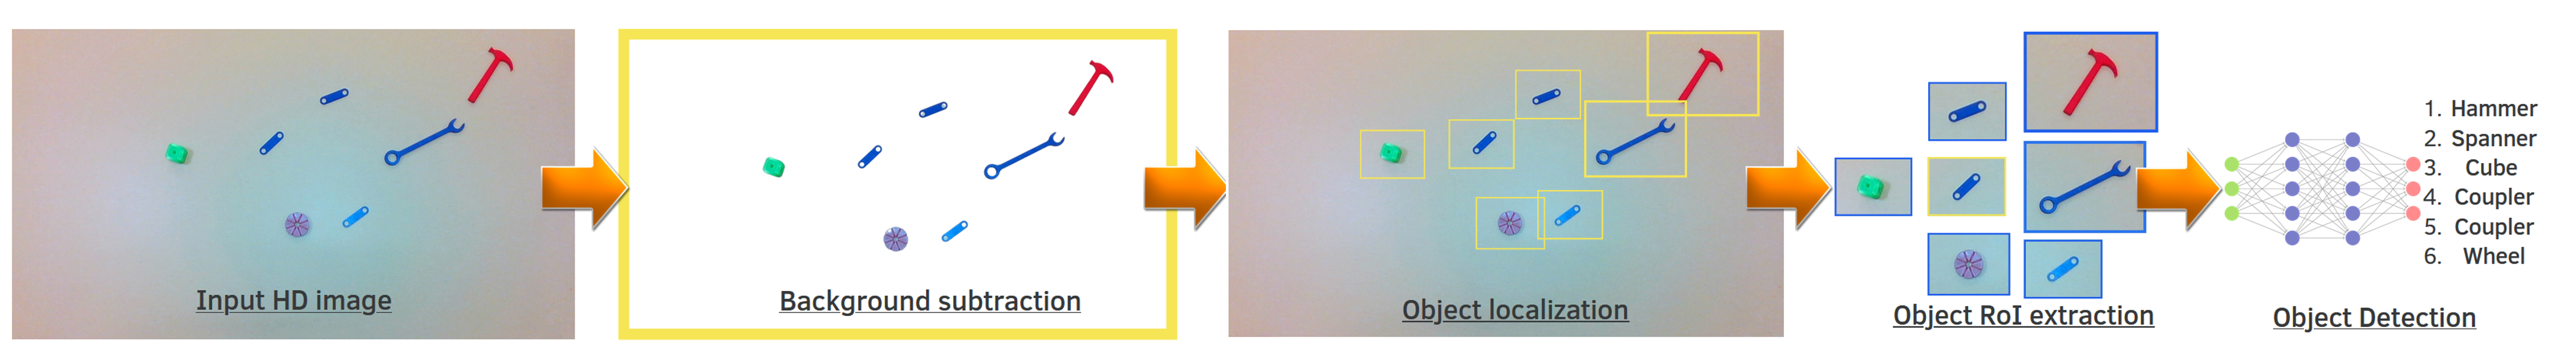 Input HD image
Background subtraction
Object localization
Object RoI extraction
1. Hammer
2. Spanner
3. Cube
4. Coupler
5. Coupler
6. Wheel
Object Detection